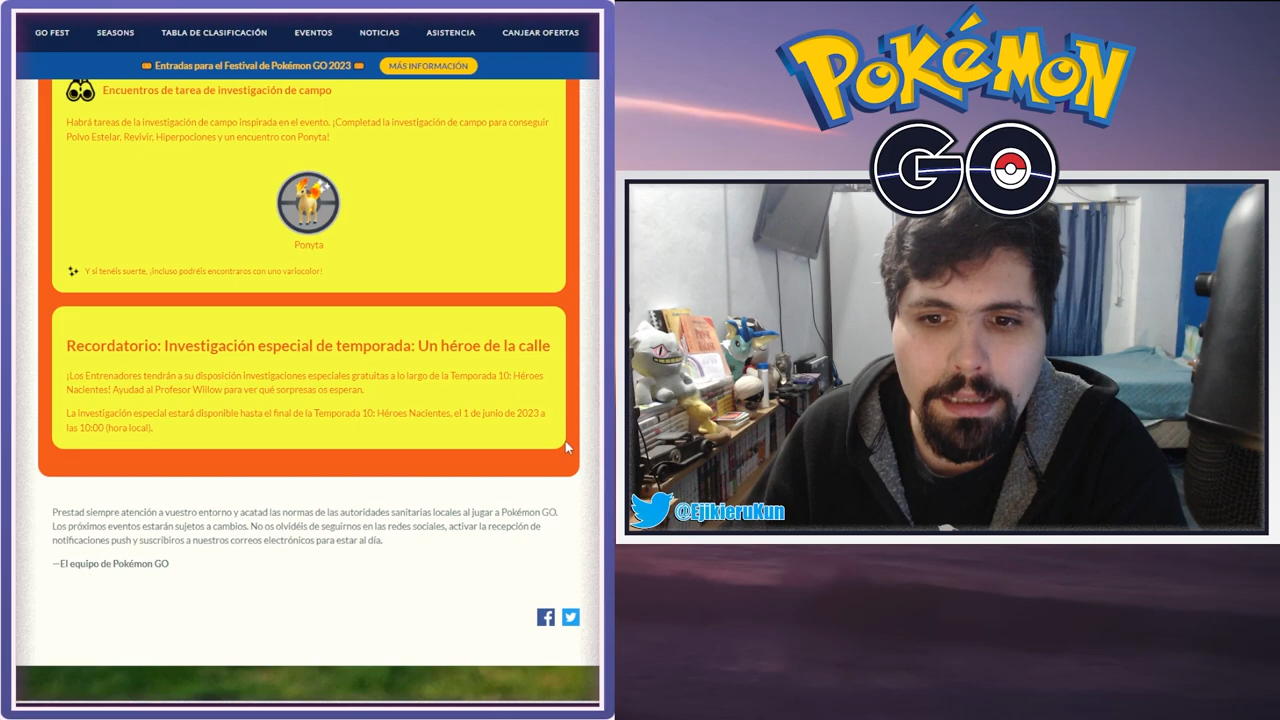 GO FEST SEASONS TABLA DE CLASIFICACIÓN EVENTOS NOTICIAS ASISTENCIA CANJEAR OFERTAS
Entradas para el Festival de Pokémon GO 2023 MÁS INFORMACIÓN
Encuentros de tarea de investigación de campo
Habrá tareas de la investigación de campo inspirada en el evento. ¡Completad la investigación de campo para conseguir
Polvo Estelar, Revivir, Hiperpociones y un encuentro con Ponyta!
Ponyta
Y si tenéis suerte, ¡incluso podréis encontraros con uno variocolor!
Recordatorio: Investigación especial de temporada: Un héroe de la calle
¡Los Entrenadores tendrán a su disposición investigaciones especiales gratuitas a lo largo de la Temporada 10: Héroes
Nacientes! Ayudad al Profesor Willow para ver qué sorpresas os esperan.
La investigación especial estará disponible hasta el final de la Temporada 10: Héroes Nacientes, el 1 de junio de 2023 a
las 10:00 (hora local).
Prestad siempre atención a vuestro entorno y acatad las normas de las autoridades sanitarias locales al jugar a Pokémon GO.
Los próximos eventos estarán sujetos a cambios. No os olvidéis de seguirnos en las redes sociales, activar la recepción de
notificaciones push y suscribiros a nuestros correos electrónicos para estar al día.
—El equipo de Pokémon GO
POKéMON
GO
@EjikieruKun